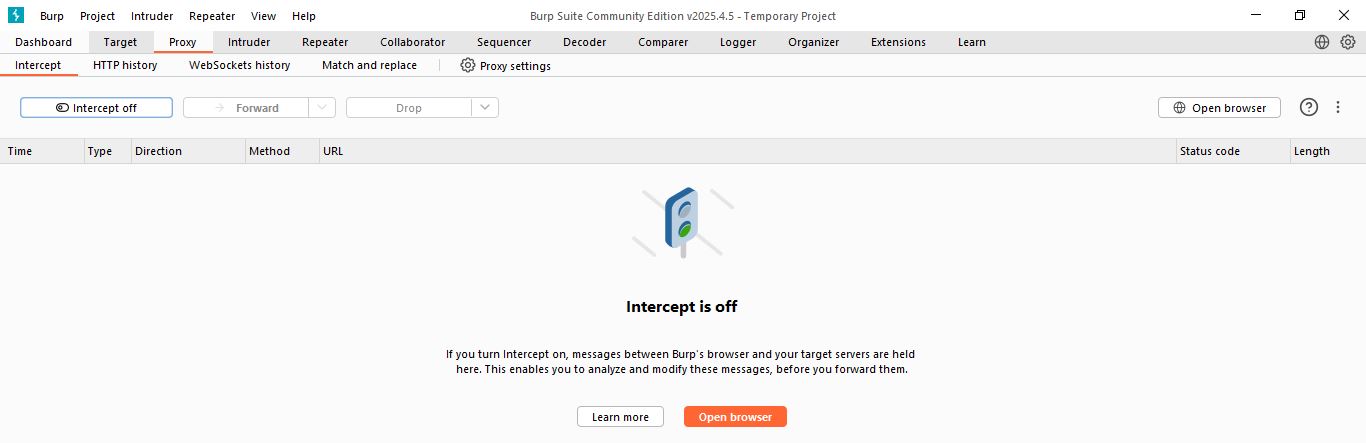 Burp Project Intruder Repeater View Help Burp Suite Community Edition v2025.4.5 - Temporary Project
Dashboard Target Proxy Intruder Repeater Collaborator Sequencer Decoder Comparer Logger Organizer Extensions Learn
Intercept HTTP history WebSockets history Match and replace Proxy settings
Intercept off Forward Drop Open browser
Time Type Direction Method URL Status code Length
Intercept is off
If you turn Intercept on, messages between Burp's browser and your target servers are held
here. This enables you to analyze and modify these messages, before you forward them.
Learn more Open browser